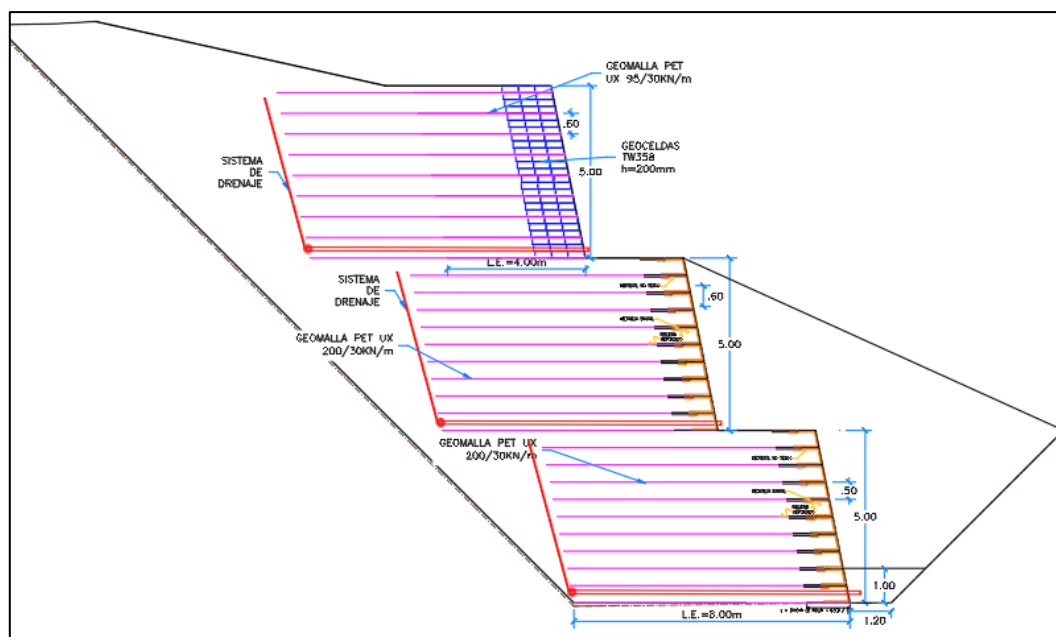 GEOMALLA PET
UX 95/30KN/m
.60
GEOCELDAS
TW358
h=200mm
5.00
SISTEMA
DE
DRENAJE
L.E.=4.00m
SISTEMA
DE
DRENAJE
.60
GEOMALLA PET UX
200/30KN/m
5.00
GEOMALLA PET UX
200/30KN/m
.50
5.00
1.00
L.E.=8.00m
1.20